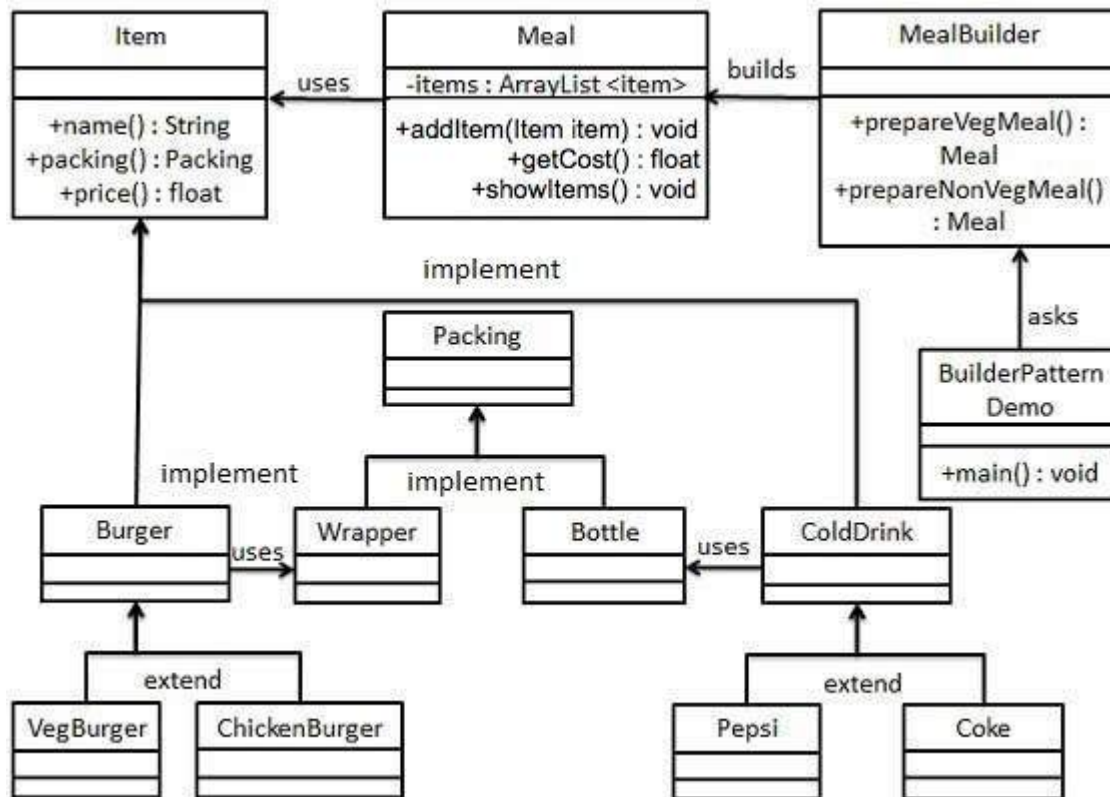 Item
Meal
MealBuilder
uses
builds
-items : ArrayList <item>
+name() : String
+packing() : Packing
+price() : float
+addItem(Item item) : void
+getCost() : float
+showItems() : void
+prepareVegMeal() :
Meal
+prepareNonVegMeal()
: Meal
implement
asks
Packing
BuilderPattern
Demo
+main() : void
implement
implement
Burger
uses
Wrapper
Bottle
uses
ColdDrink
extend
extend
VegBurger
ChickenBurger
Pepsi
Coke